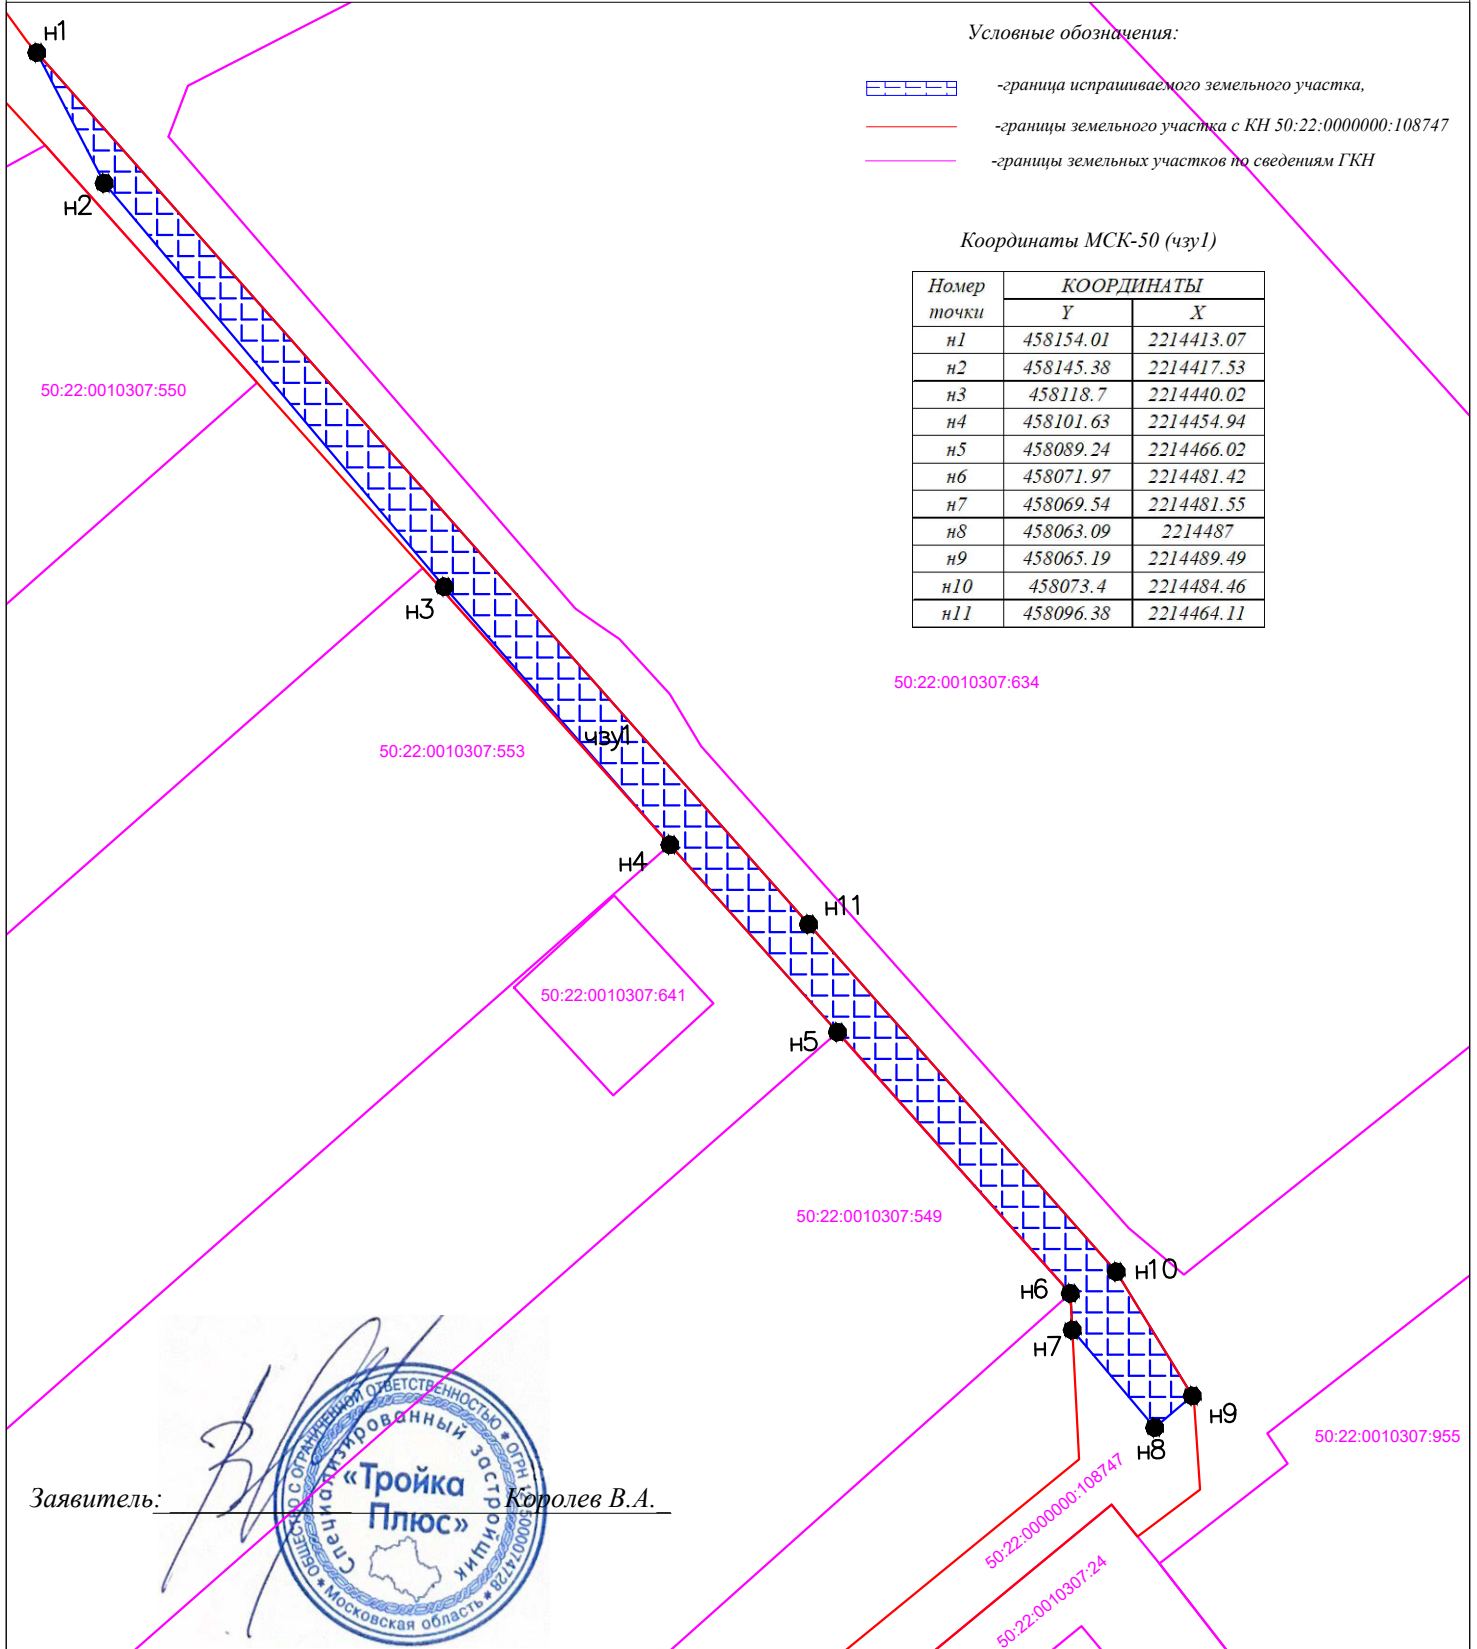 Условные обозначения:
-граница испрашиваемого земельного участка,
-границы земельного участка с КН 50:22:0000000:108747
-границы земельных участков по сведениям ГКН
Координаты МСК-50 (чзу1)
Номер точки КООРДИНАТЫ
Y X
н1 458154.01 2214413.07
н2 458145.38 2214417.53
н3 458118.7 2214440.02
н4 458101.63 2214454.94
н5 458089.24 2214466.02
н6 458071.97 2214481.42
н7 458069.54 2214481.55
н8 458063.09 2214487
н9 458065.19 2214489.49
н10 458073.4 2214484.46
н11 458096.38 2214464.11
н1
н2
50:22:0010307:550
н3
50:22:0010307:634
чзу1
50:22:0010307:553
н4
н11
50:22:0010307:641
н5
50:22:0010307:549
н10
н6
н7
н9
н8
50:22:0010307:955
50:22:0000000:108747
50:22:0010307:24
Заявитель: Королев В.А.
ОБЩЕСТВО С ОГРАНИЧЕННОЙ ОТВЕТСТВЕННОСТЬЮ * ОГРН
* Московская область *
Специализированный застройщик
«Тройка
Плюс»